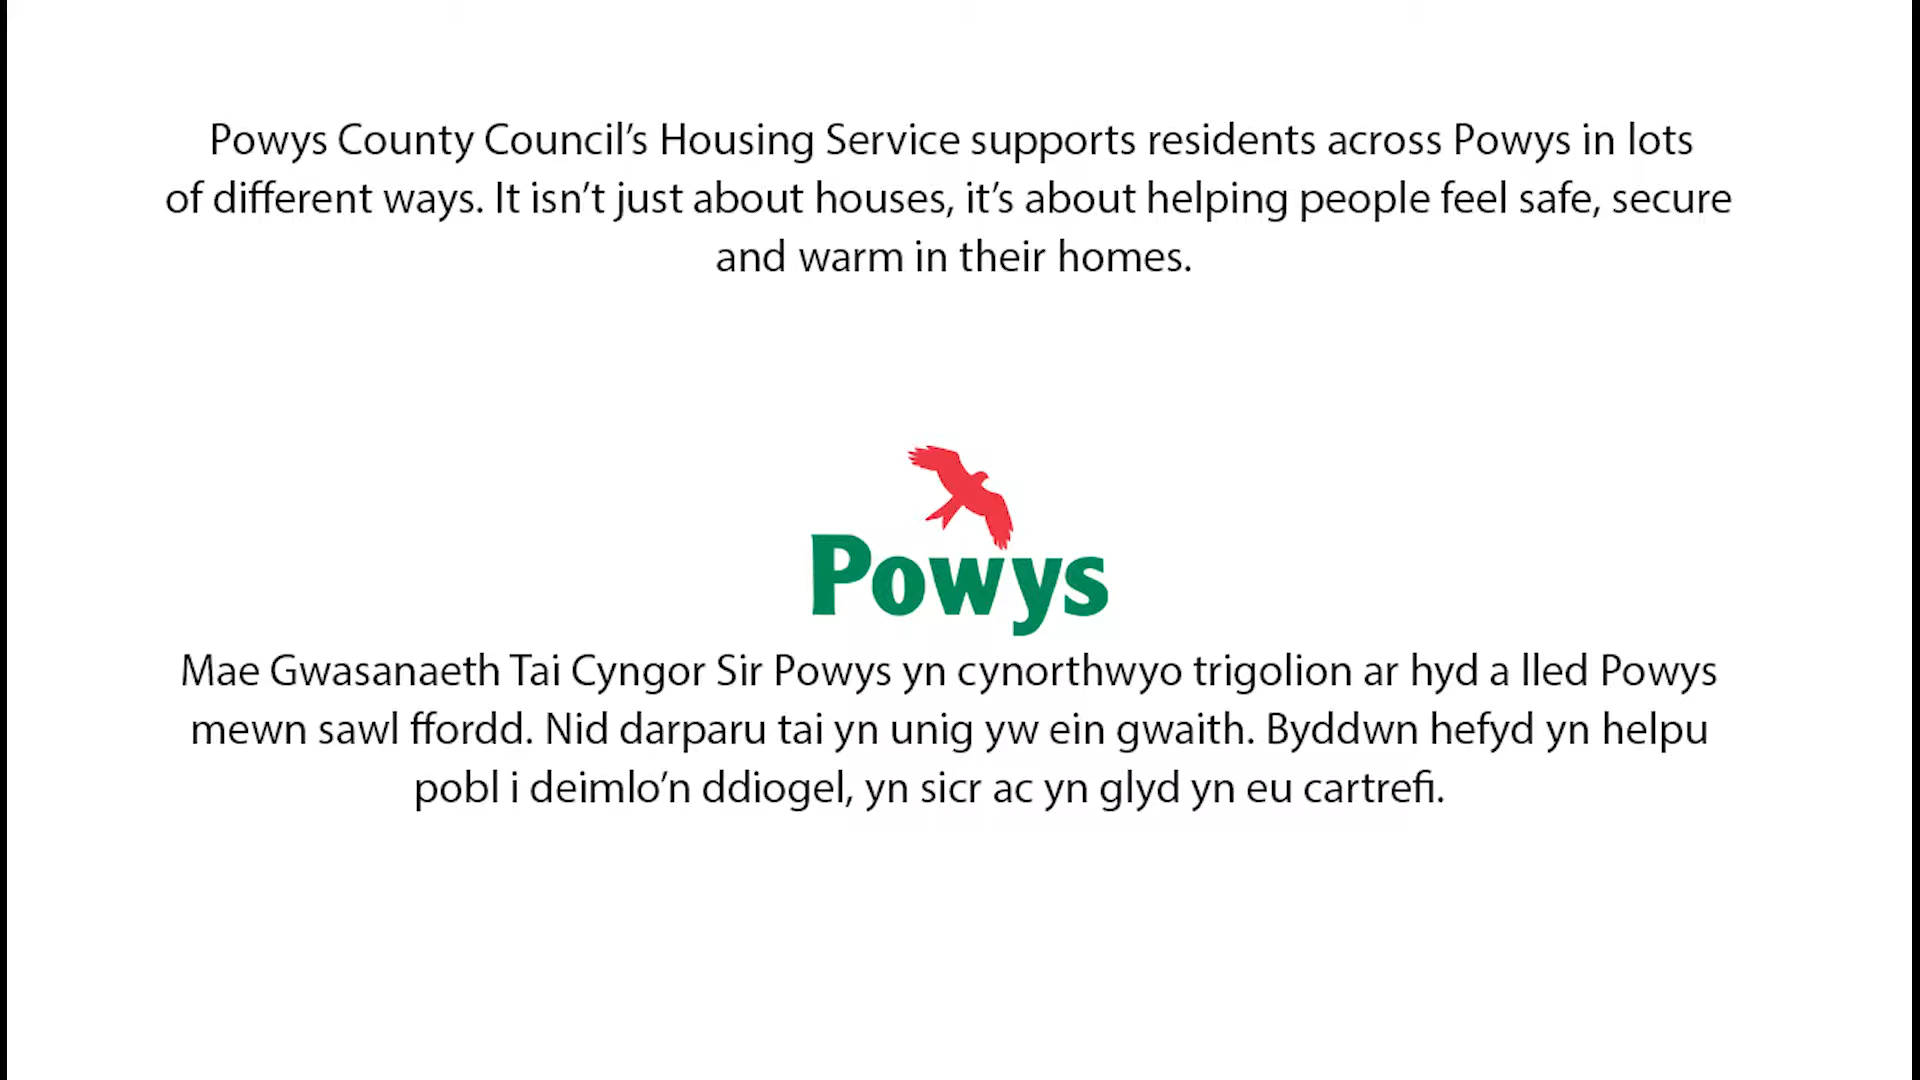 Powys County Council’s Housing Service supports residents across Powys in lots
of different ways. It isn’t just about houses, it’s about helping people feel safe, secure
and warm in their homes.
Powys
Mae Gwasanaeth Tai Cyngor Sir Powys yn cynorthwyo trigolion ar hyd a lled Powys
mewn sawl ffordd. Nid darparu tai yn unig yw ein gwaith. Byddwn hefyd yn helpu
pobl i deimlo’n ddiogel, yn sicr ac yn glyd yn eu cartrefi.